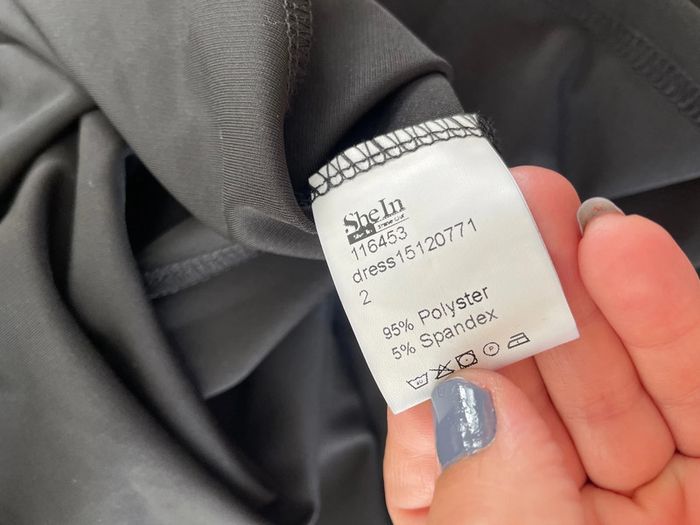 SheIn
116453
dress15120771
2
95% Polyster
5% Spandex
P